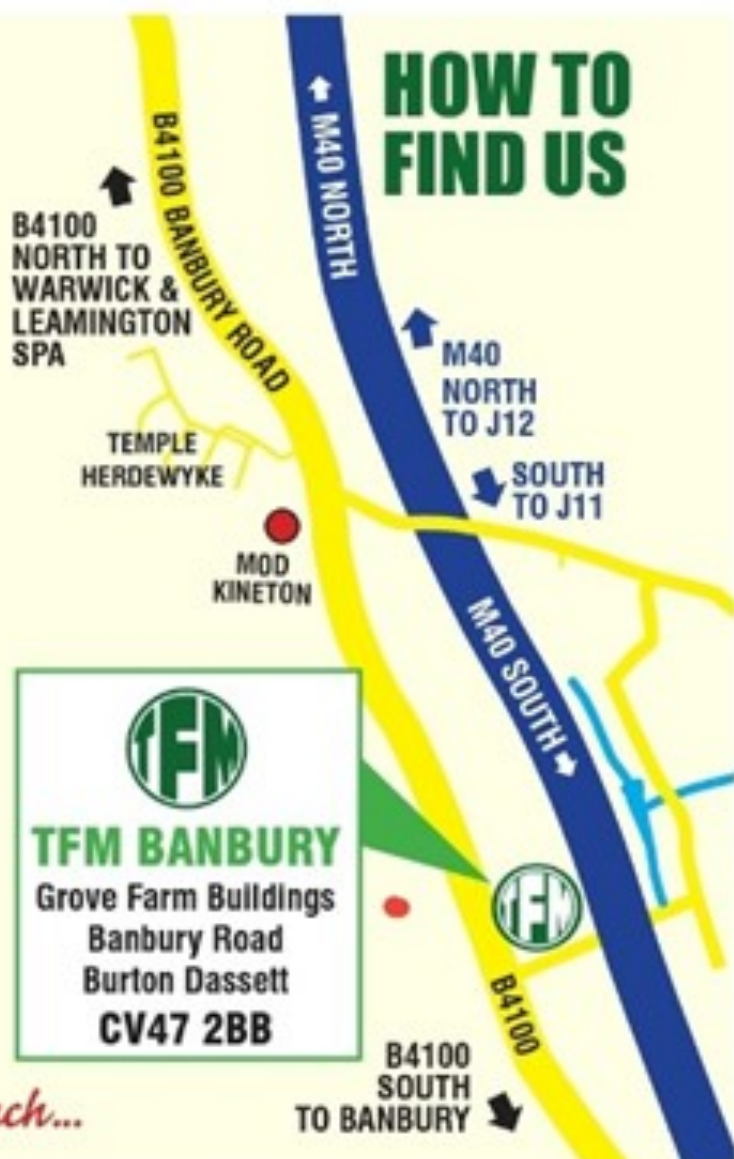 HOW TO
FIND US
B4100 BANBURY ROAD
M40 NORTH
B4100
NORTH TO
WARWICK &
LEAMINGTON
SPA
M40
NORTH
TO J12
TEMPLE
HERDEWYKE
SOUTH
TO J11
MOD
KINETON
M40 SOUTH
TFM
TFM BANBURY
Grove Farm Buildings
Banbury Road
Burton Dassett
CV47 2BB
TFM
B4100
B4100
SOUTH
TO BANBURY